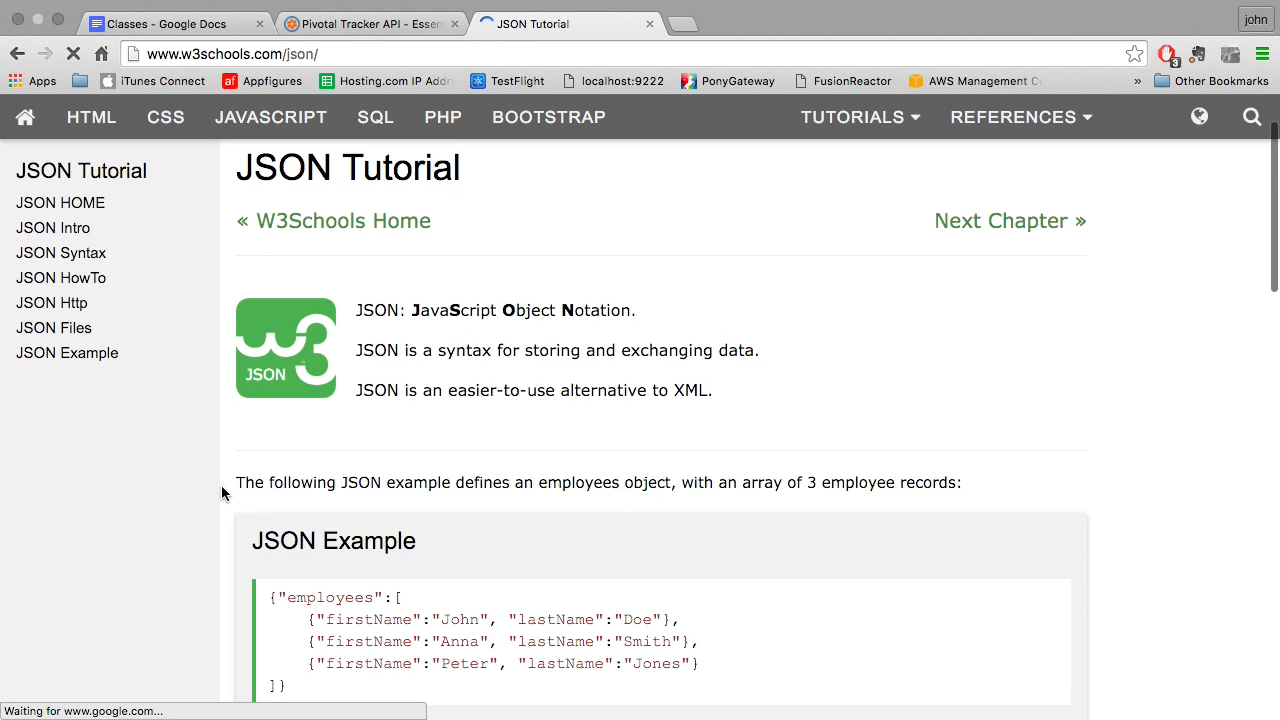 Classes - Google Docs
Pivotal Tracker API - Essen
JSON Tutorial
john
www.w3schools.com/json/
3
Apps
iTunes Connect
af
Appfigures
Hosting.com IP Addre
TestFlight
localhost:9222
PonyGateway
FusionReactor
AWS Management Co
»
Other Bookmarks
HTML
CSS
JAVASCRIPT
SQL
PHP
BOOTSTRAP
TUTORIALS
REFERENCES
JSON Tutorial
JSON HOME
JSON Intro
JSON Syntax
JSON HowTo
JSON Http
JSON Files
JSON Example
JSON Tutorial
« W3Schools Home
Next Chapter »
w3
JSON
JSON: JavaScript Object Notation.
JSON is a syntax for storing and exchanging data.
JSON is an easier-to-use alternative to XML.
The following JSON example defines an employees object, with an array of 3 employee records:
JSON Example
{"employees":[
    {"firstName":"John", "lastName":"Doe"},
    {"firstName":"Anna", "lastName":"Smith"},
    {"firstName":"Peter", "lastName":"Jones"}
]}
Waiting for www.google.com...